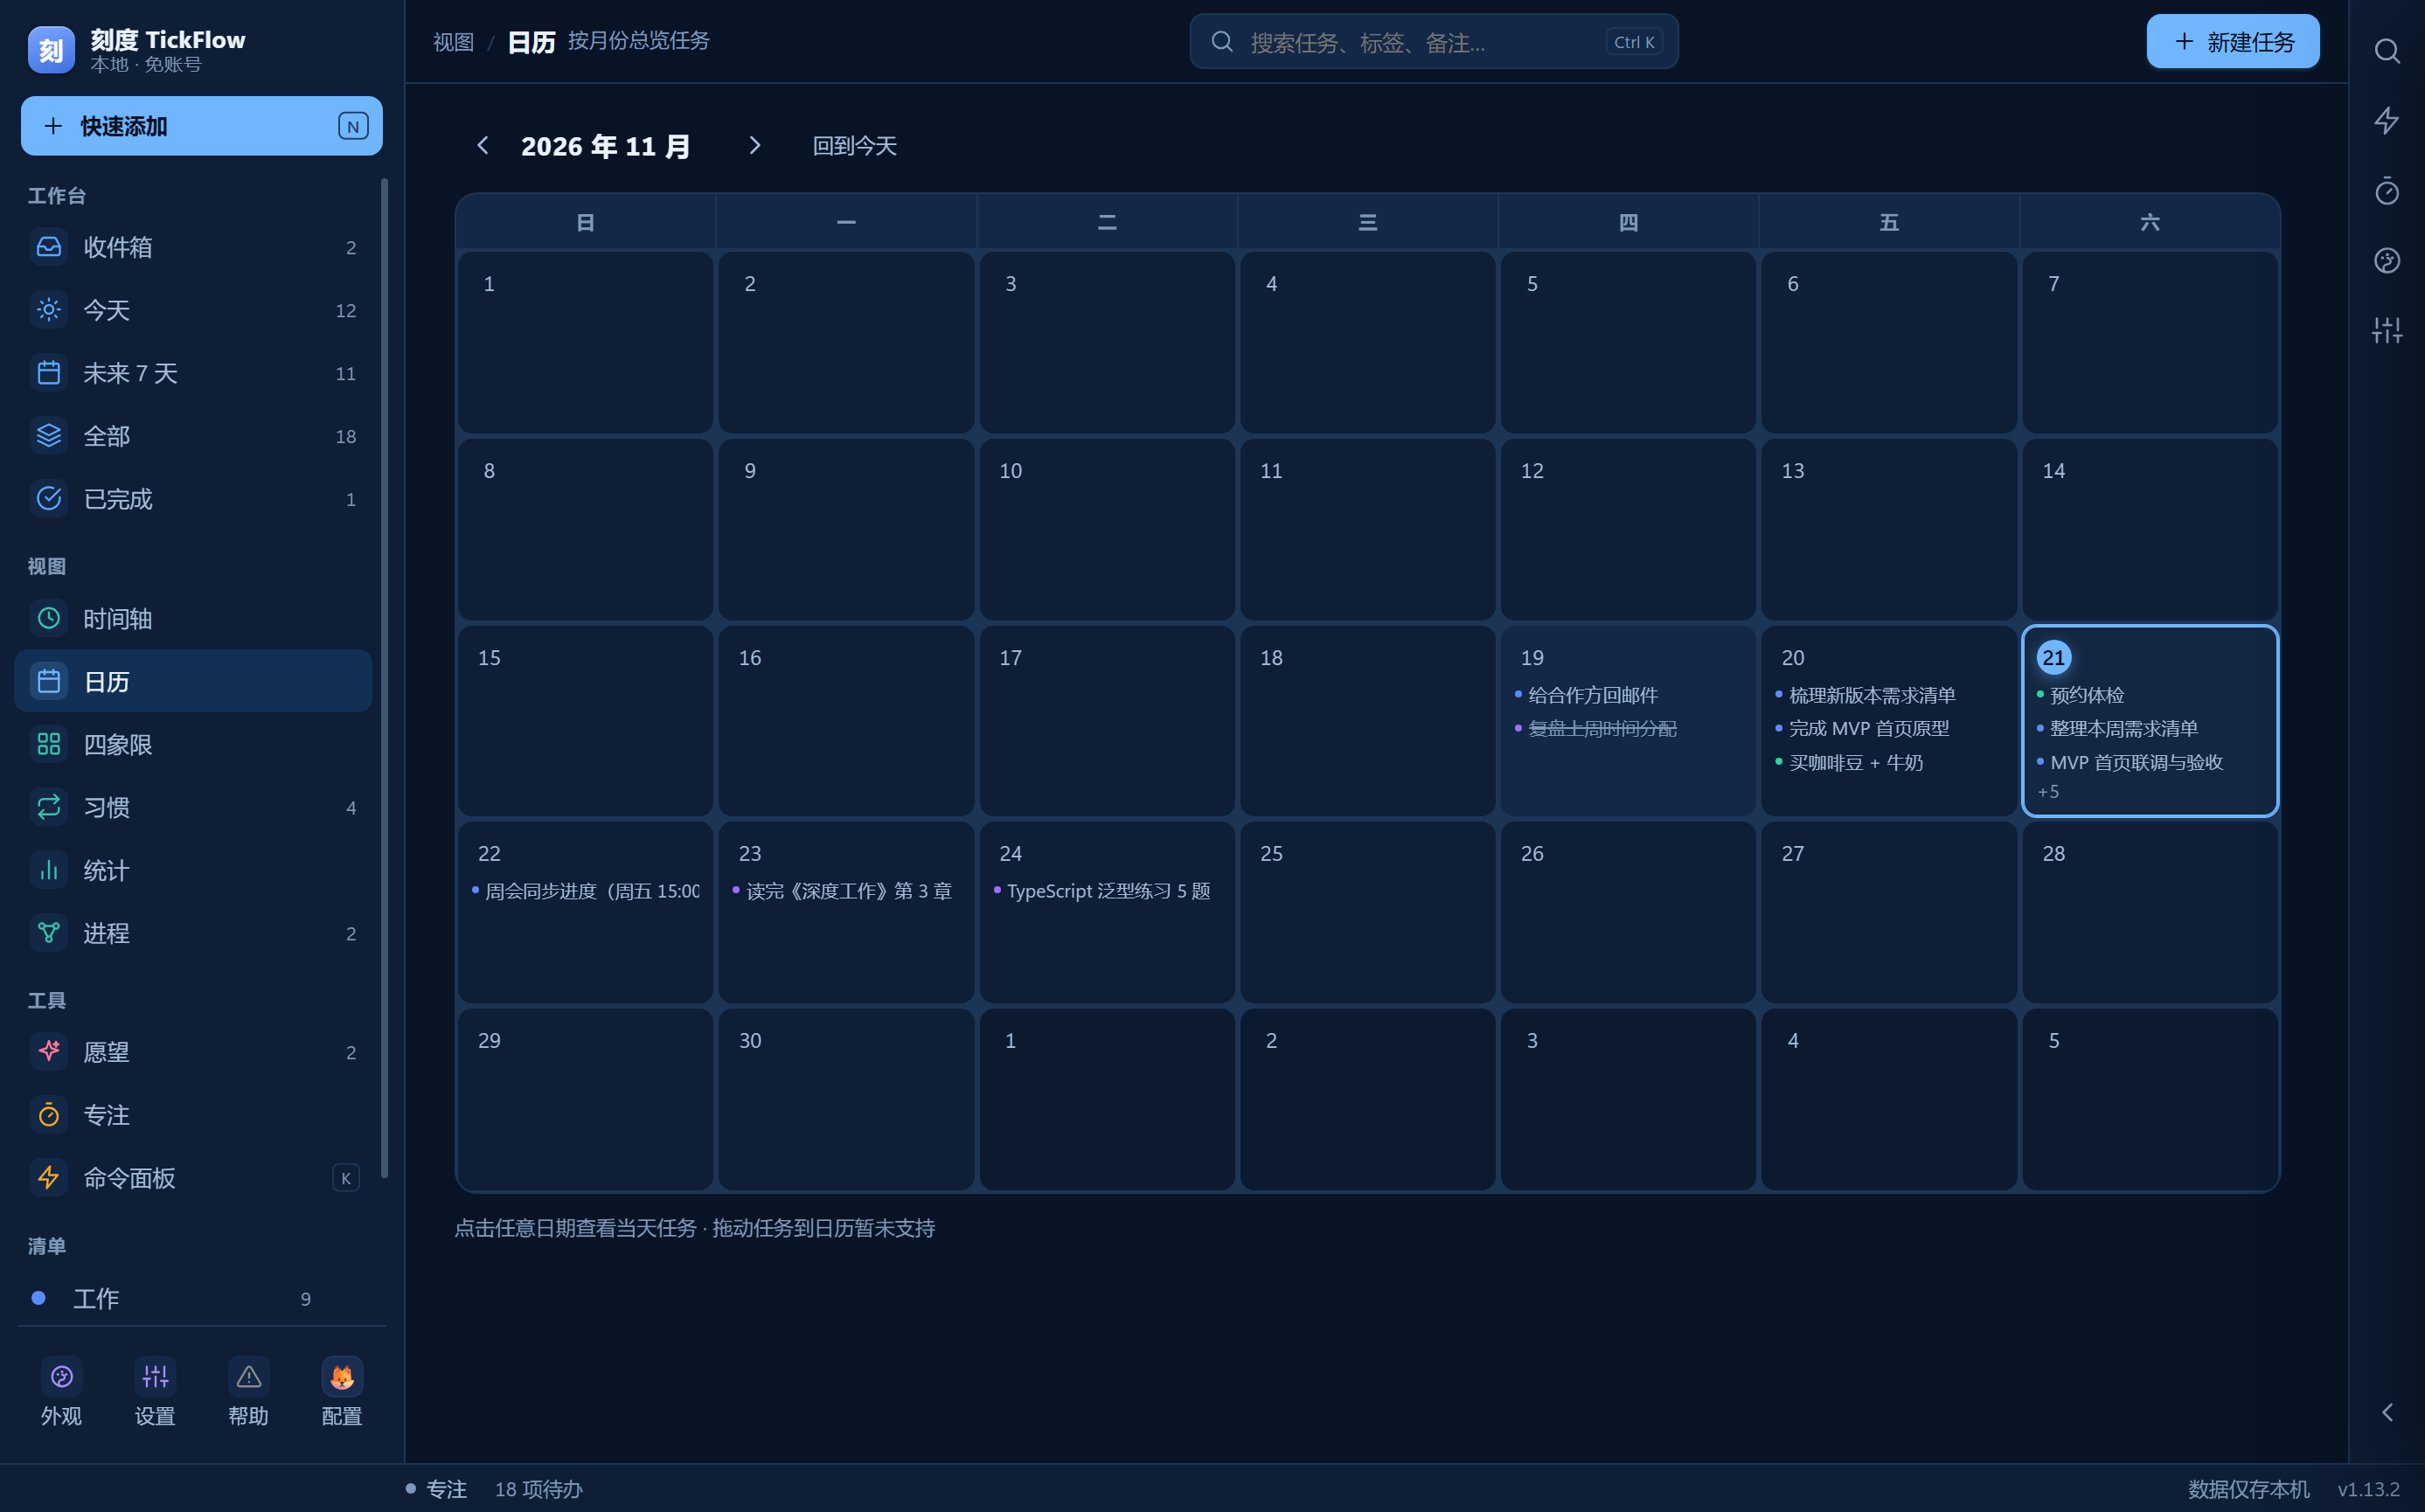 刻
刻度 TickFlow
本地 · 免账号
快速添加 N
工作台
收件箱 2
今天 12
未来 7 天 11
全部 18
已完成 1
视图
时间轴
日历
四象限
习惯 4
统计
进程 2
工具
愿望 2
专注
命令面板 K
清单
工作 9
外观 设置 帮助 配置
视图 / 日历 按月份总览任务
搜索任务、标签、备注... Ctrl K
新建任务
2026 年 11 月
回到今天
日 一 二 三 四 五 六
1 2 3 4 5 6 7
8 9 10 11 12 13 14
15 16 17 18
19
给合作方回邮件
复盘上周时间分配
20
梳理新版本需求清单
完成 MVP 首页原型
买咖啡豆 + 牛奶
21
预约体检
整理本周需求清单
MVP 首页联调与验收
+5
22
周会同步进度（周五 15:00
23
读完《深度工作》第 3 章
24
TypeScript 泛型练习 5 题
25 26 27 28
29 30 1 2 3 4 5
点击任意日期查看当天任务 · 拖动任务到日历暂未支持
专注 18 项待办
数据仅存本机 v1.13.2